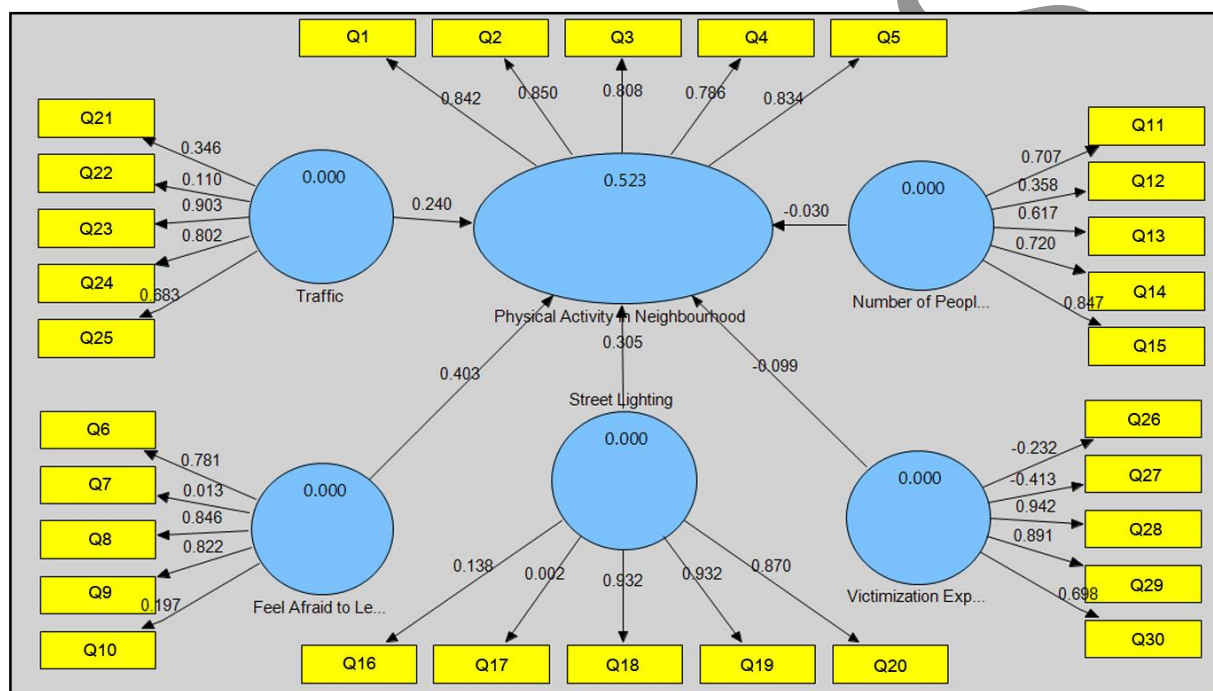 Q1
Q2
Q3
Q4
Q5
0.842
0.850
0.808
0.786
0.834
Q21
Q22
Q23
Q24
Q25
0.346
0.110
0.903
0.802
0.683
0.000
Traffic
0.240
0.523
Physical Activity in Neighbourhood
-0.030
0.000
Number of Peopl...
0.707
0.358
0.617
0.720
0.847
Q11
Q12
Q13
Q14
Q15
0.403
0.305
-0.099
Q6
Q7
Q8
Q9
Q10
0.781
0.013
0.846
0.822
0.197
0.000
Feel Afraid to Le...
Street Lighting
0.000
0.138
0.002
0.932
0.932
0.870
Q16
Q17
Q18
Q19
Q20
0.000
Victimization Exp...
-0.232
-0.413
0.942
0.891
0.698
Q26
Q27
Q28
Q29
Q30